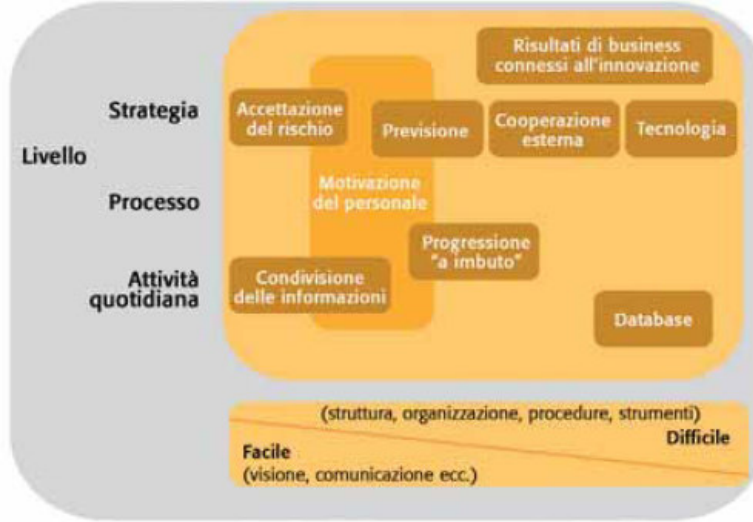 Risultati di business
connessi all'innovazione
Strategia
Accettazione
del rischio
Previsione
Cooperazione
esterna
Tecnologia
Livello
Processo
Motivazione
del personale
Progressione
"a imbuto"
Attività
quotidiana
Condivisione
delle informazioni
Database
(struttura, organizzazione, procedure, strumenti)
Difficile
Facile
(visione, comunicazione ecc.)